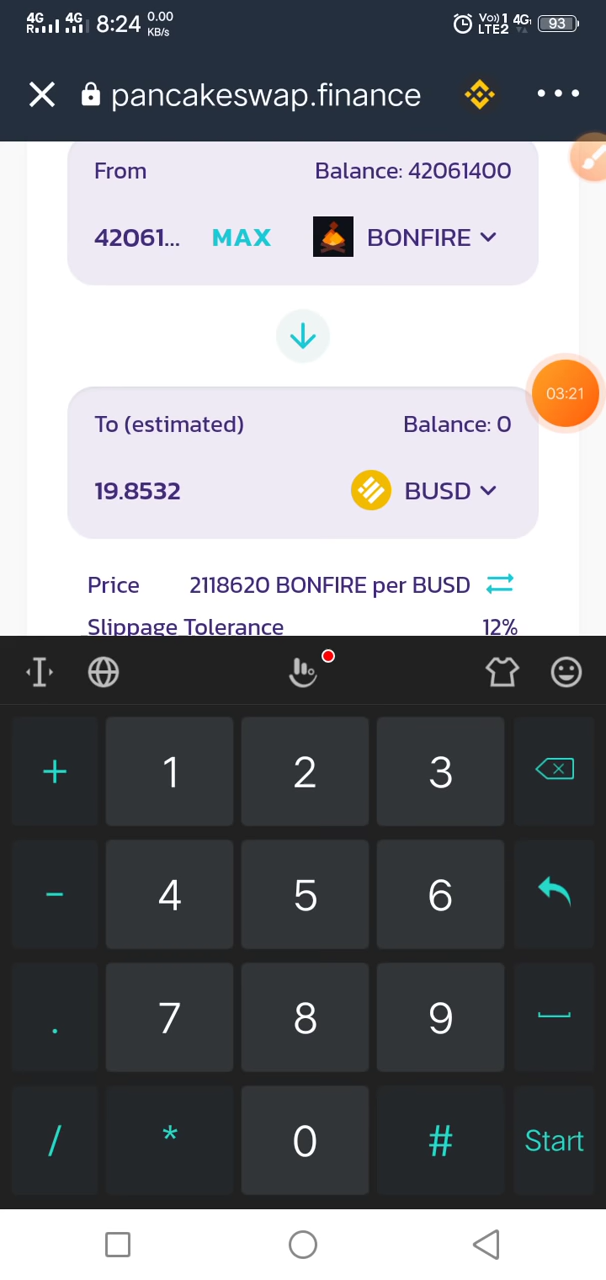 4G R 4G 8:24 0.00 KB/s Vo) 1 LTE2 4G 93
pancakeswap.finance
From Balance: 42061400
42061... MAX BONFIRE
03:21
To (estimated) Balance: 0
19.8532 BUSD
Price 2118620 BONFIRE per BUSD
Slippage Tolerance 12%
+ 1 2 3
- 4 5 6
. 7 8 9
/ * 0 # Start